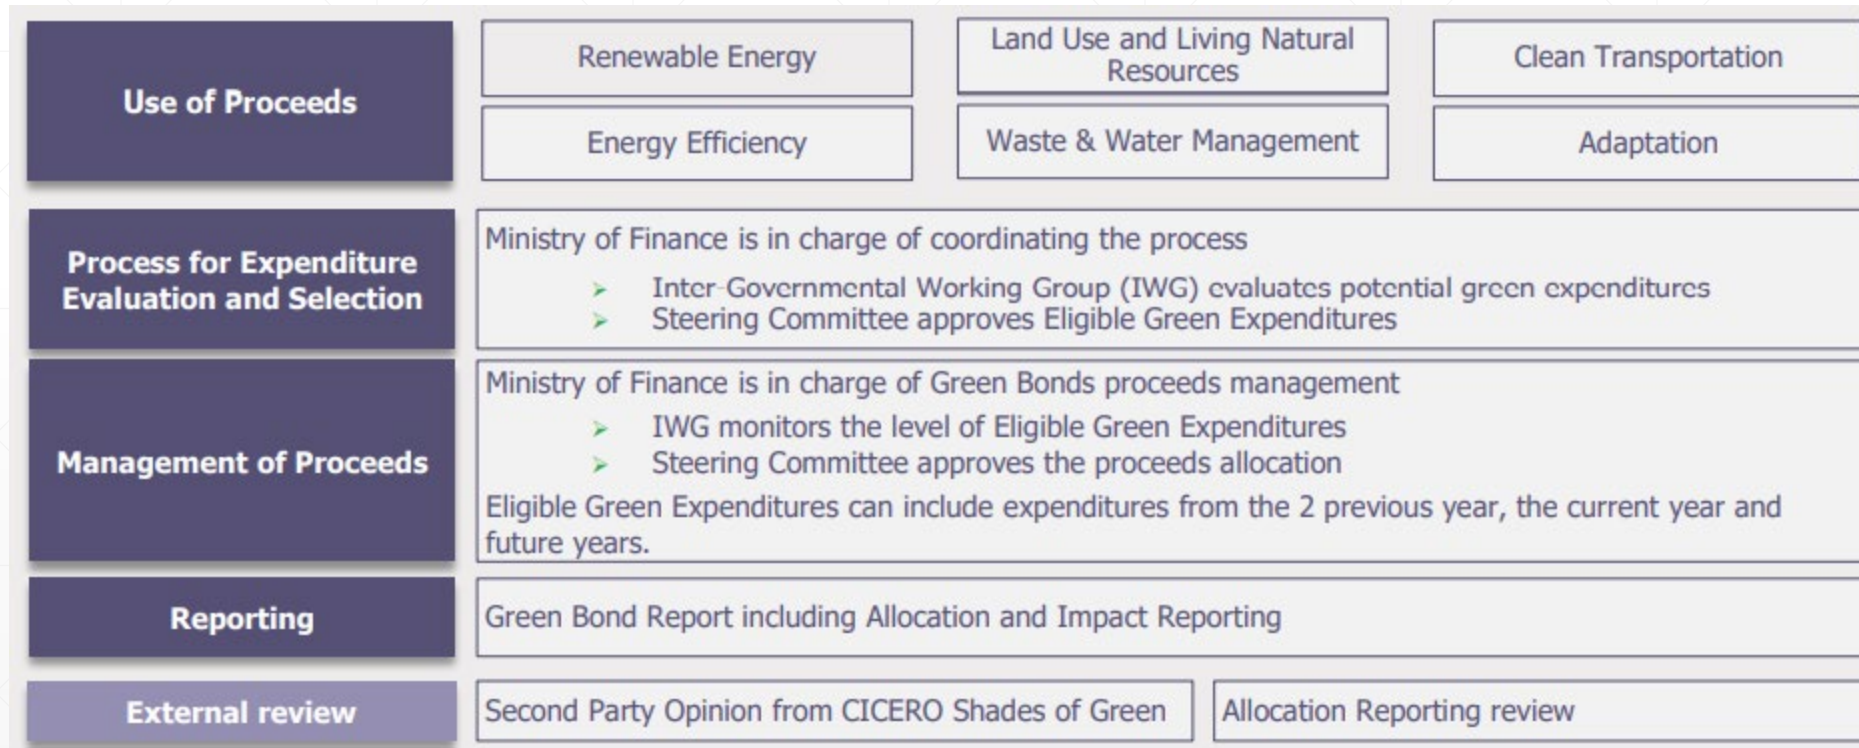 Use of Proceeds
Renewable Energy
Land Use and Living Natural
Resources
Clean Transportation
Energy Efficiency
Waste & Water Management
Adaptation
Process for Expenditure
Evaluation and Selection
Ministry of Finance is in charge of coordinating the process
➢ Inter-Governmental Working Group (IWG) evaluates potential green expenditures
➢ Steering Committee approves Eligible Green Expenditures
Management of Proceeds
Ministry of Finance is in charge of Green Bonds proceeds management
➢ IWG monitors the level of Eligible Green Expenditures
➢ Steering Committee approves the proceeds allocation
Eligible Green Expenditures can include expenditures from the 2 previous year, the current year and
future years.
Reporting
Green Bond Report including Allocation and Impact Reporting
External review
Second Party Opinion from CICERO Shades of Green
Allocation Reporting review